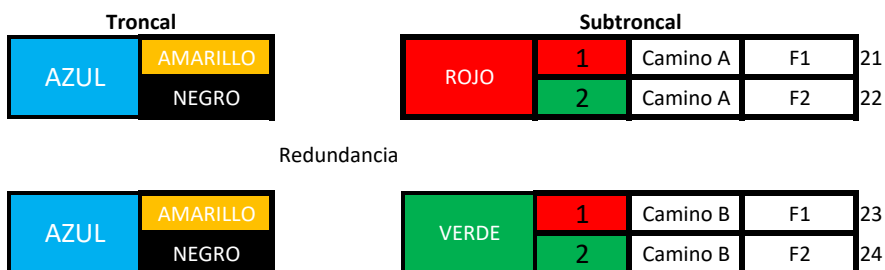 Troncal Subtroncal
AZUL AMARILLO ROJO 1 Camino A F1 21
NEGRO 2 Camino A F2 22
Redundancia
AZUL AMARILLO VERDE 1 Camino B F1 23
NEGRO 2 Camino B F2 24